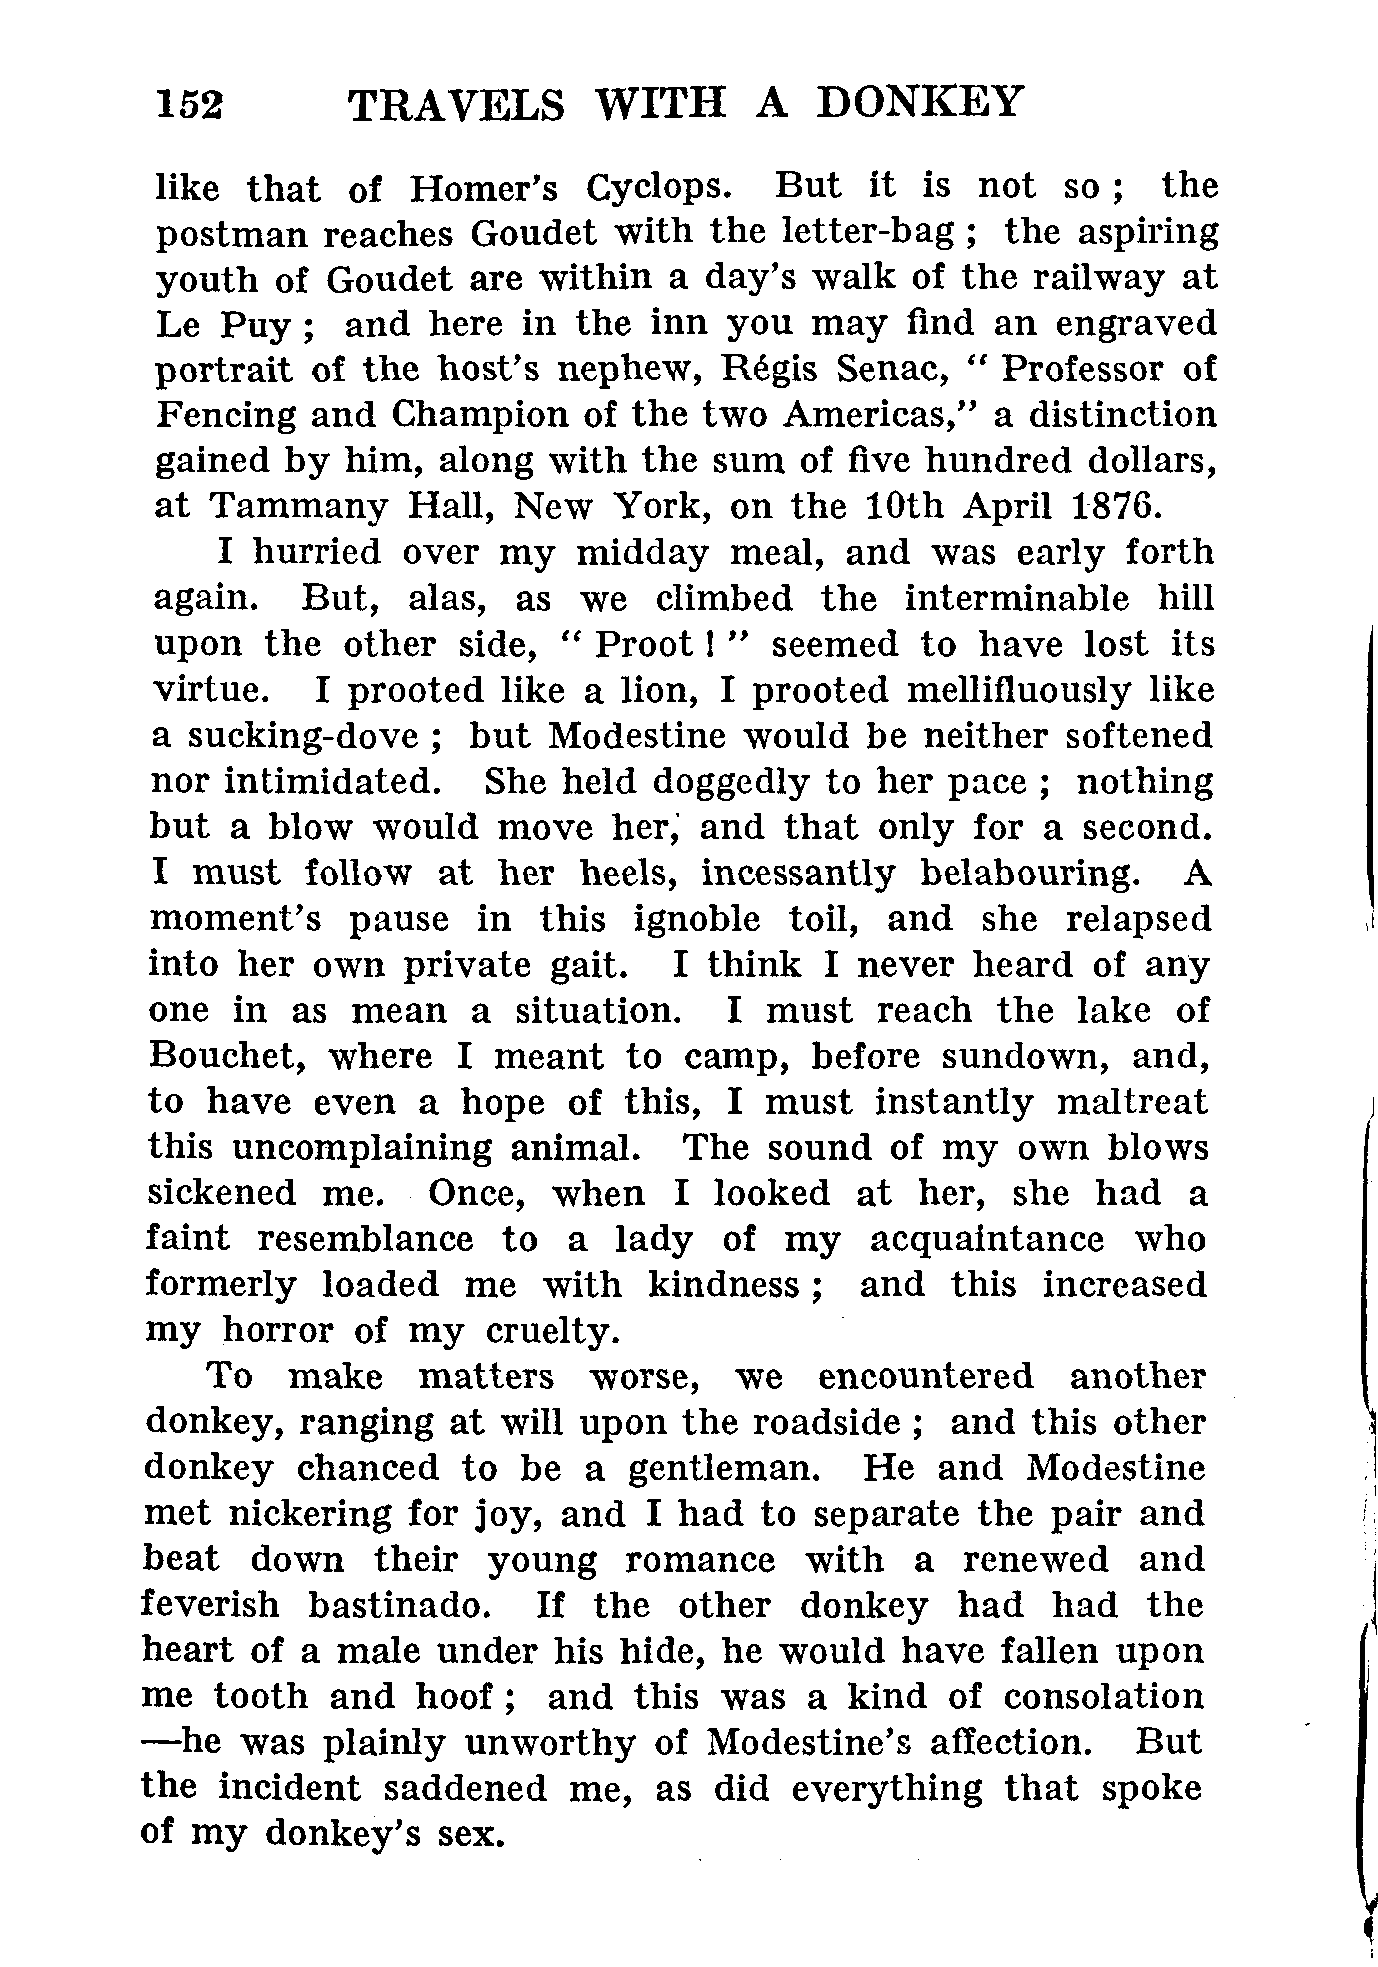 152 TRAVELS WITH A DONKEY
like that of Homer's Cyclops. But it is not so ; the
postman reaches Goudet with the letter-bag ; the aspiring
youth of Goudet are within a day's walk of the railway at
Le Puy ; and here in the inn you may find an engraved
portrait of the host's nephew, Régis Senac, “ Professor of
Fencing and Champion of the two Americas,” a distinction
gained by him, along with the sum of five hundred dollars,
at Tammany Hall, New York, on the 10th April 1876.
I hurried over my midday meal, and was early forth
again. But, alas, as we climbed the interminable hill
upon the other side, “ Proot ! ” seemed to have lost its
virtue. I prooted like a lion, I prooted mellifluously like
a sucking-dove ; but Modestine would be neither softened
nor intimidated. She held doggedly to her pace ; nothing
but a blow would move her, and that only for a second.
I must follow at her heels, incessantly belabouring. A
moment's pause in this ignoble toil, and she relapsed
into her own private gait. I think I never heard of any
one in as mean a situation. I must reach the lake of
Bouchet, where I meant to camp, before sundown, and,
to have even a hope of this, I must instantly maltreat
this uncomplaining animal. The sound of my own blows
sickened me. Once, when I looked at her, she had a
faint resemblance to a lady of my acquaintance who
formerly loaded me with kindness ; and this increased
my horror of my cruelty.
To make matters worse, we encountered another
donkey, ranging at will upon the roadside ; and this other
donkey chanced to be a gentleman. He and Modestine
met nickering for joy, and I had to separate the pair and
beat down their young romance with a renewed and
feverish bastinado. If the other donkey had had the
heart of a male under his hide, he would have fallen upon
me tooth and hoof ; and this was a kind of consolation
—he was plainly unworthy of Modestine's affection. But
the incident saddened me, as did everything that spoke
of my donkey's sex.